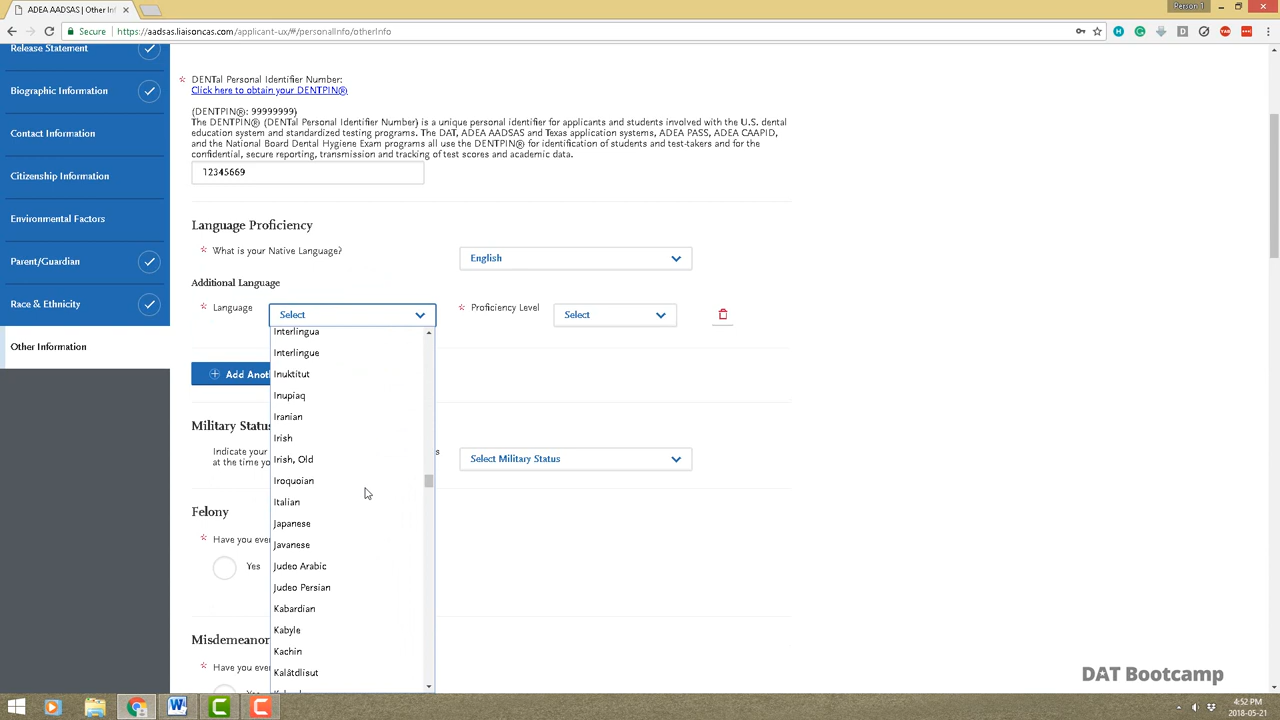 ADEA AADSAS | Other Inf
Person 1
Secure
https://aadsas.liaisoncas.com/applicant-ux/#/personalInfo/otherInfo
Release Statement
Biographic Information
Contact Information
Citizenship Information
Environmental Factors
Parent/Guardian
Race & Ethnicity
Other Information
* DENTal Personal Identifier Number:
Click here to obtain your DENTPIN®
(DENTPIN®: 99999999)
The DENTPIN® (DENTal Personal Identifier Number) is a unique personal identifier for applicants and students involved with the U.S. dental
education system and standardized testing programs. The DAT, ADEA AADSAS and Texas application systems, ADEA PASS, ADEA CAAPID,
and the National Board Dental Hygiene Exam programs all use the DENTPIN® for identification of students and test-takers and for the
confidential, secure reporting, transmission and tracking of test scores and academic data.
12345669
Language Proficiency
* What is your Native Language?
English
Additional Language
* Language
Select
* Proficiency Level
Select
Interlingua
Interlingue
Inuktitut
Inupiaq
Iranian
Irish
Irish, Old
Iroquoian
Italian
Japanese
Javanese
Judeo Arabic
Judeo Persian
Kabardian
Kabyle
Kachin
Kalâtdlisut
Add Anot
Military Status
Indicate your
s
at the time yo
Select Military Status
Felony
* Have you eve
Yes
Misdemeanor
* Have you eve
DAT Bootcamp
4:52 PM
2018-05-21